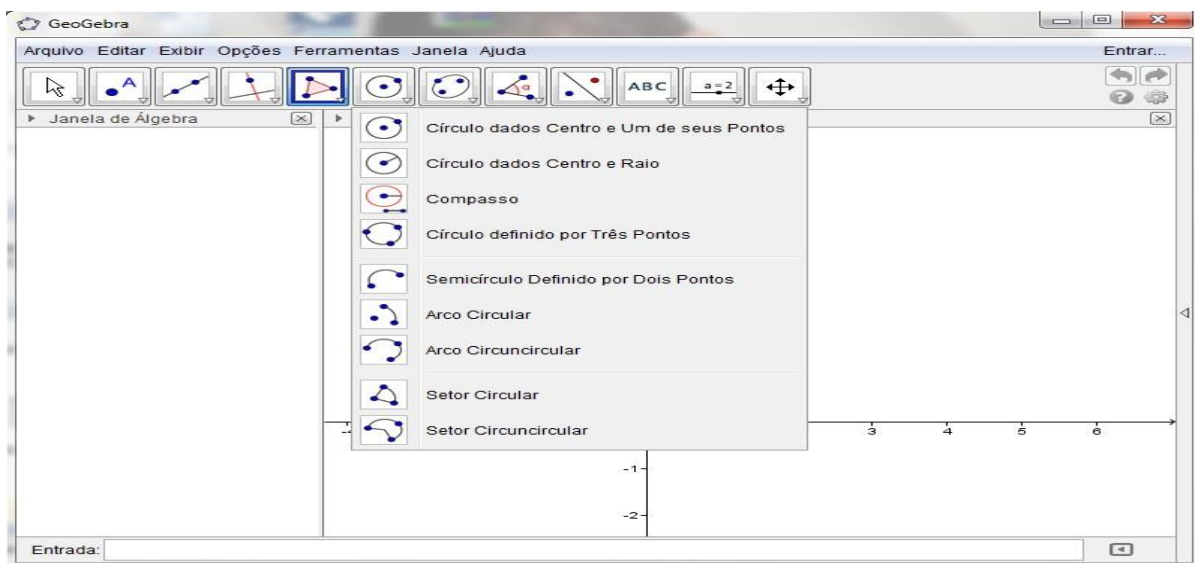 GeoGebra
Arquivo Editar Exibir Opções Ferramentas Janela Ajuda Entrar...
A α ABC a=2
Janela de Álgebra
Círculo dados Centro e Um de seus Pontos
Círculo dados Centro e Raio
Compasso
Círculo definido por Três Pontos
Semicírculo Definido por Dois Pontos
Arco Circular
Arco Circuncircular
Setor Circular
Setor Circuncircular
3 4 5 6
-1
-2
Entrada: